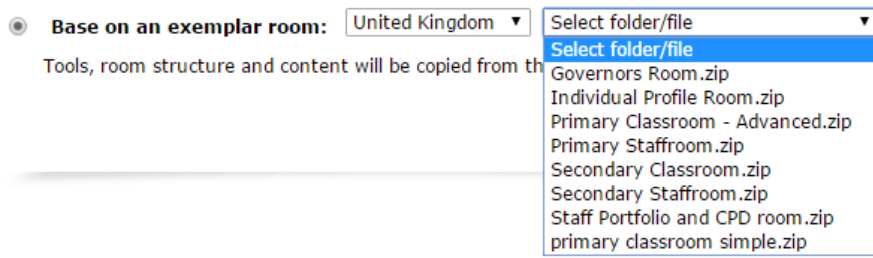 Base on an exemplar room: United Kingdom Select folder/file
Tools, room structure and content will be copied from th
Select folder/file
Governors Room.zip
Individual Profile Room.zip
Primary Classroom - Advanced.zip
Primary Staffroom.zip
Secondary Classroom.zip
Secondary Staffroom.zip
Staff Portfolio and CPD room.zip
primary classroom simple.zip